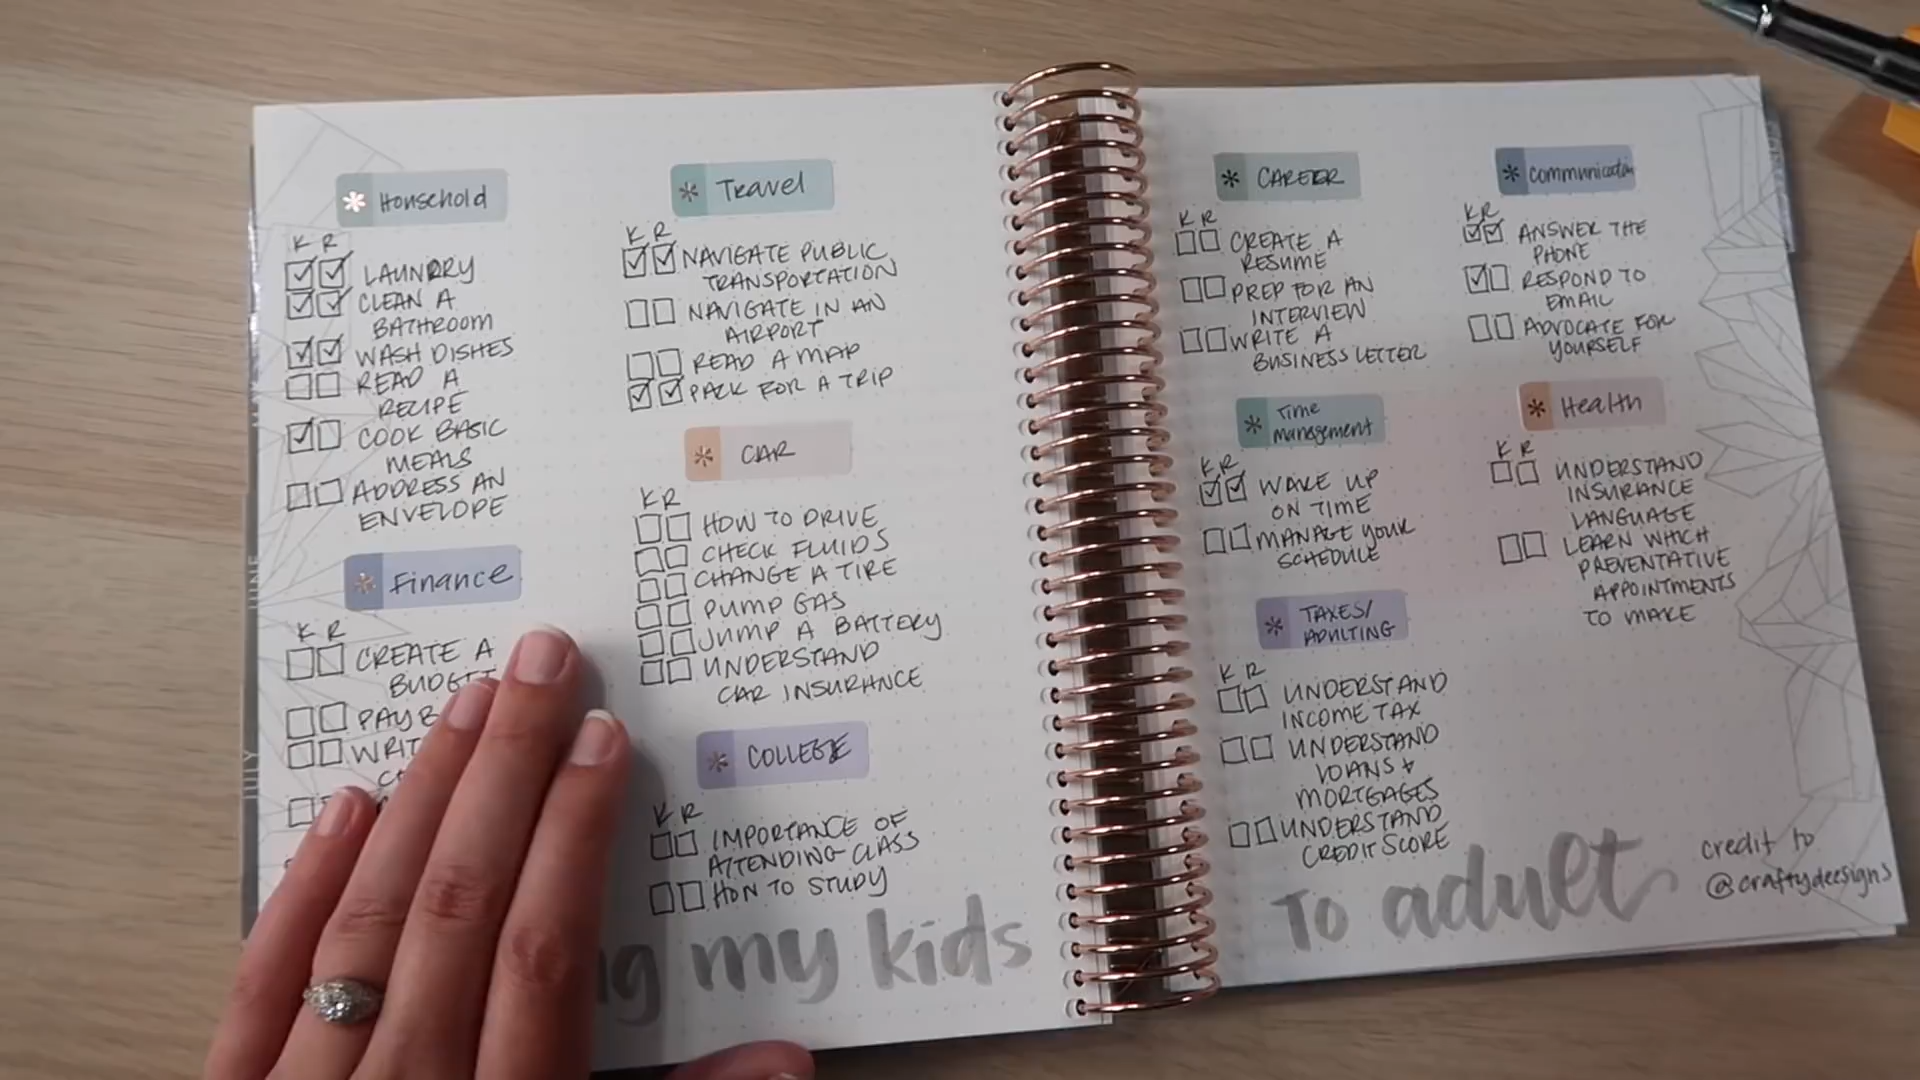 * Household
K R
LAUNDRY
CLEAN A
BATHROOM
WASH DISHES
READ A
RECIPE
COOK BASIC
MEALS
ADDRESS AN
ENVELOPE
* Finance
K R
CREATE A
BUDGET
PAY
* Travel
K R
NAVIGATE PUBLIC
TRANSPORTATION
NAVIGATE IN AN
AIRPORT
READ A MAP
PACK FOR A TRIP
* CAR
K R
HOW TO DRIVE
CHECK FLUIDS
CHANGE A TIRE
PUMP GAS
JUMP A BATTERY
UNDERSTAND
CAR INSURANCE
* COLLEGE
K R
IMPORTANCE OF
ATTENDING CLASS
HOW TO STUDY
my kids
JUNE
JULY
* CAREER
K R
CREATE A
RESUME
PREP FOR AN
INTERVIEW
WRITE A
BUSINESS LETTER
* Time
management
K R
WAKE UP
ON TIME
MANAGE YOUR
SCHEDULE
* TAXES/
ADULTING
K R
UNDERSTAND
INCOME TAX
UNDERSTAND
LOANS +
MORTGAGES
UNDERSTAND
CREDIT SCORE
* communication
K R
ANSWER THE
PHONE
RESPOND TO
EMAIL
ADVOCATE FOR
YOURSELF
* Health
K R
UNDERSTAND
INSURANCE
LANGUAGE
LEARN WHICH
PREVENTATIVE
APPOINTMENTS
TO MAKE
To adult
credit to
@craftydeesigns